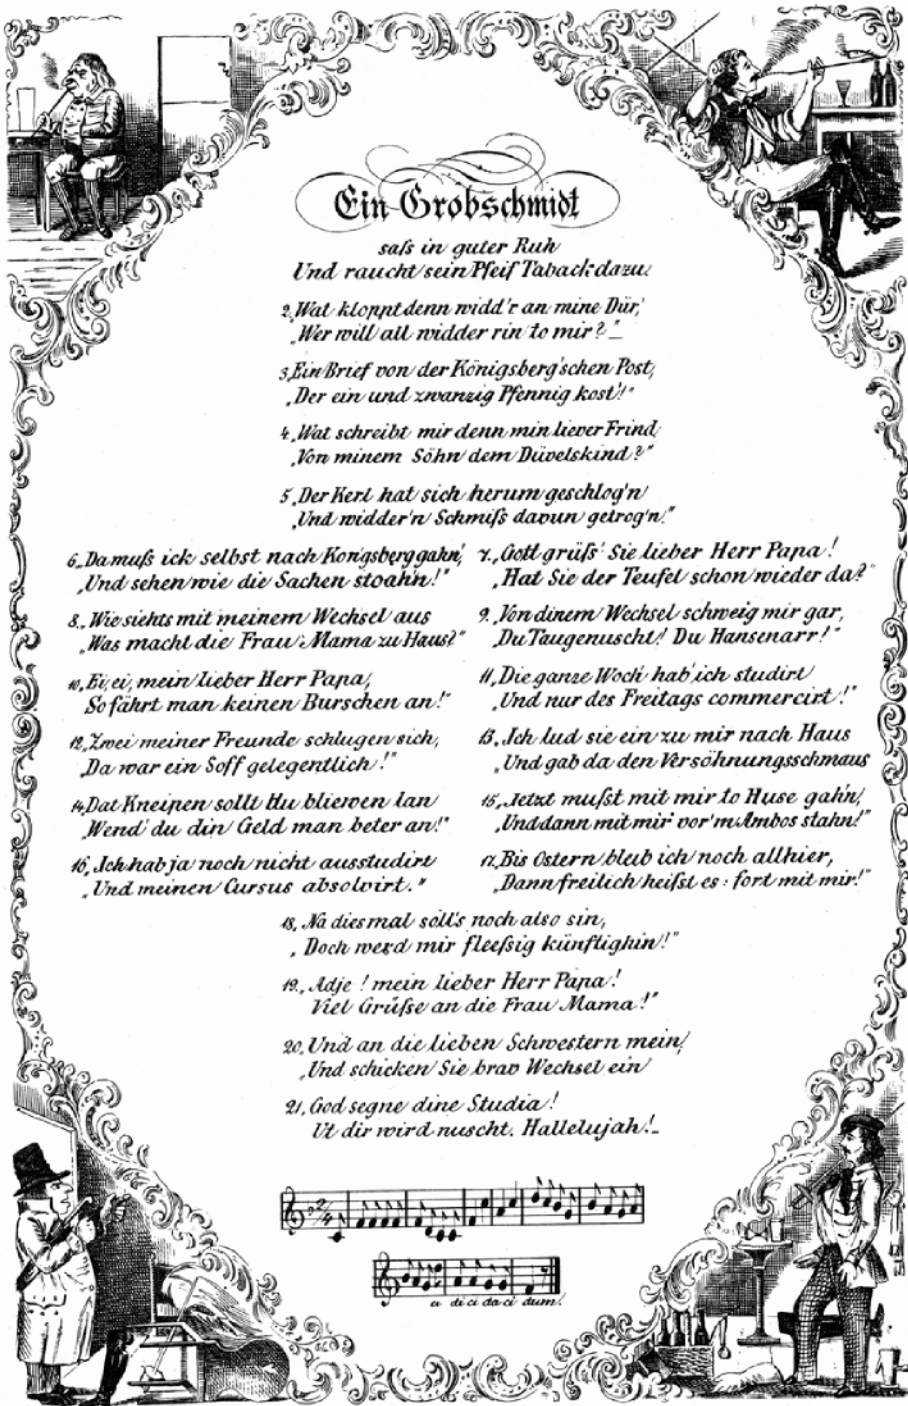 Ein Grobschmidt
saſs in guter Ruh
Und raucht sein Pfeif Taback dazu.
2. „Wat kloppt denn widd'r an mine Dür,
„Wer will all widder rin to mir?" _
3. „Ein Brief von der Königsberg'schen Post,
„Der ein und zwanzig Pfennig kost'!"
4. „Wat schreibt mir denn min liever Frind
„Von minem Söhn dem Düvelskind?"
5. „Der Kerl hat sich herum geschlog'n
„Und widder'n Schmiſs davun getrog'n."
6. „Da muſs ick selbst nach Konigsberg gahn,
„Und sehen wie die Sachen stoahn!"
7. „Gott grüſs' Sie lieber Herr Papa!
„Hat Sie der Teufel schon wieder da?"
8. „Wie siehts mit meinem Wechsel aus
„Was macht die Frau Mama zu Haus?"
9. „Von dinem Wechsel schweig mir gar,
„Du Taugenuscht! Du Hansenarr!"
10. „Ei, ei, mein lieber Herr Papa,
So fährt man keinen Burschen an!"
11. „Die ganze Woch' hab' ich studirt
„Und nur des Freitags commercirt!"
12. „Zwei meiner Freunde schlugen sich,
„Da war ein Soff gelegentlich!"
13. „Ich lud sie ein zu mir nach Haus
„Und gab da den Versöhnungsschmaus
14. „Dat Kneipen sollt Hu bliewen lan
„Wend' du din Geld man beter an!"
15. „Jetzt muſst mit mir to Huse gahn,
„Und dann mit mir vor'm Ambos stahn!"
16. „Ich hab ja noch nicht ausstudirt
„Und meinen Cursus absolvirt."
17. „Bis Ostern bleib ich noch allhier,
„Dann freilich heiſst es: fort mit mir!"
18. „Na diesmal soll's noch also sin,
„Doch werd mir fleeſsig künftighin!"
19. „Adje! mein lieber Herr Papa!
Viel Grüſse an die Frau Mama!"
20. „Und an die lieben Schwestern mein,
„Und schicken Sie brav Wechsel ein
21. „God segne dine Studia!
Ut dir wird nuscht. Hallelujah! _
2/4
ci di ci da ci dum!